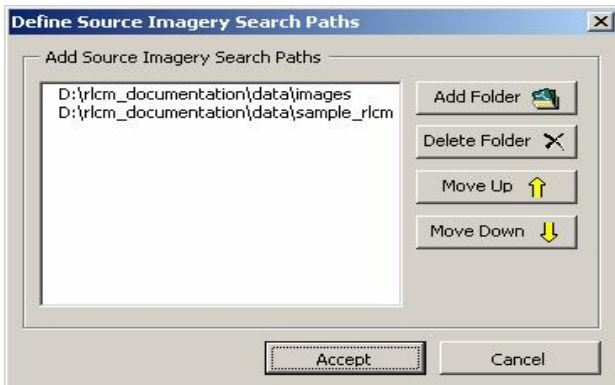 Define Source Imagery Search Paths
Add Source Imagery Search Paths
D:\rlcm_documentation\data\images
D:\rlcm_documentation\data\sample_rlcm
Add Folder
Delete Folder
Move Up
Move Down
Accept
Cancel